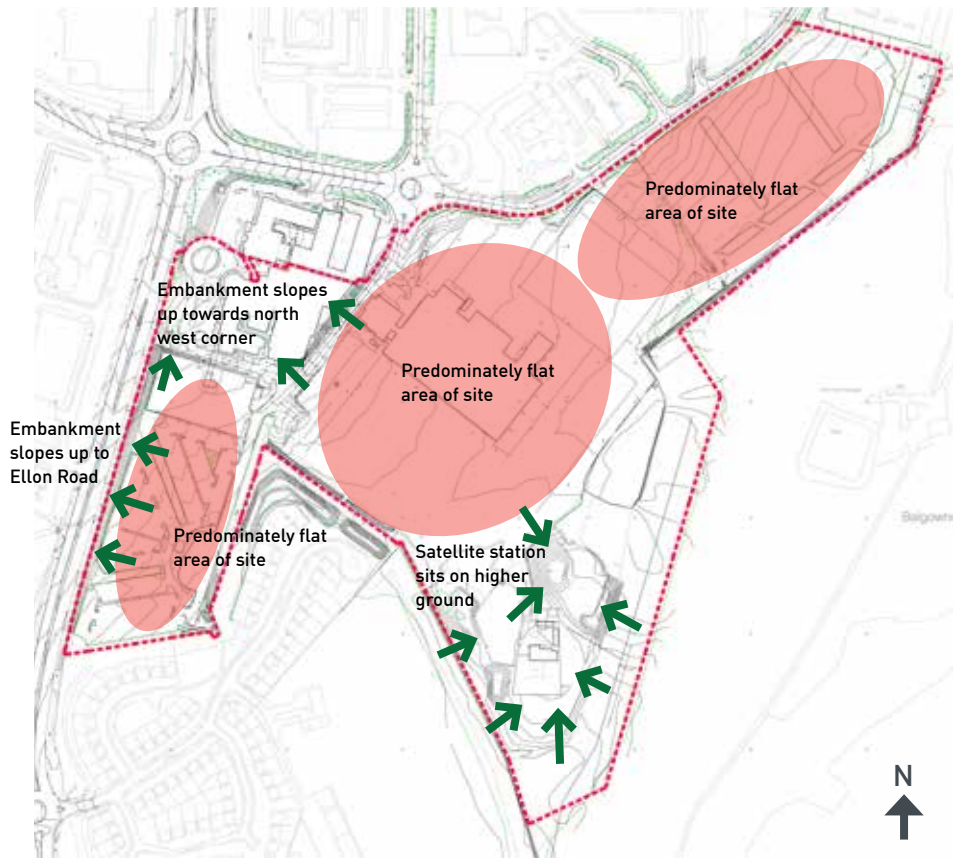 Predominately flat
area of site
Embankment slopes
up towards north
west corner
Predominately flat
area of site
Embankment
slopes up to
Ellon Road
Predominately flat
area of site
Satellite station
sits on higher
ground
N